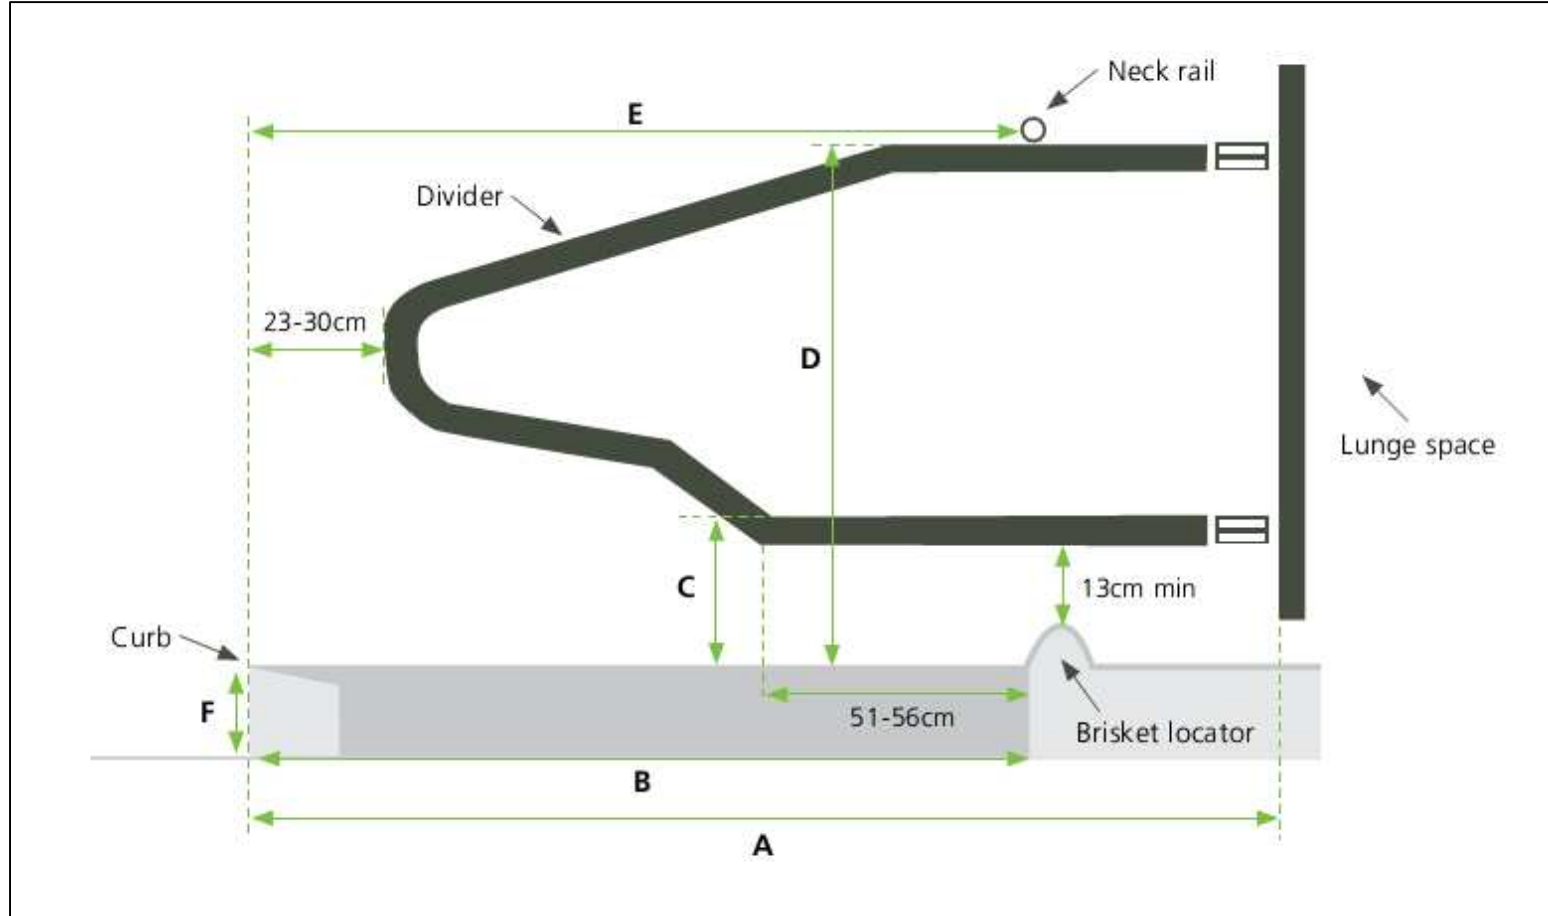 Neck rail
E
Divider
23-30cm
D
Lunge space
C
13cm min
Curb
F
51-56cm
Brisket locator
B
A